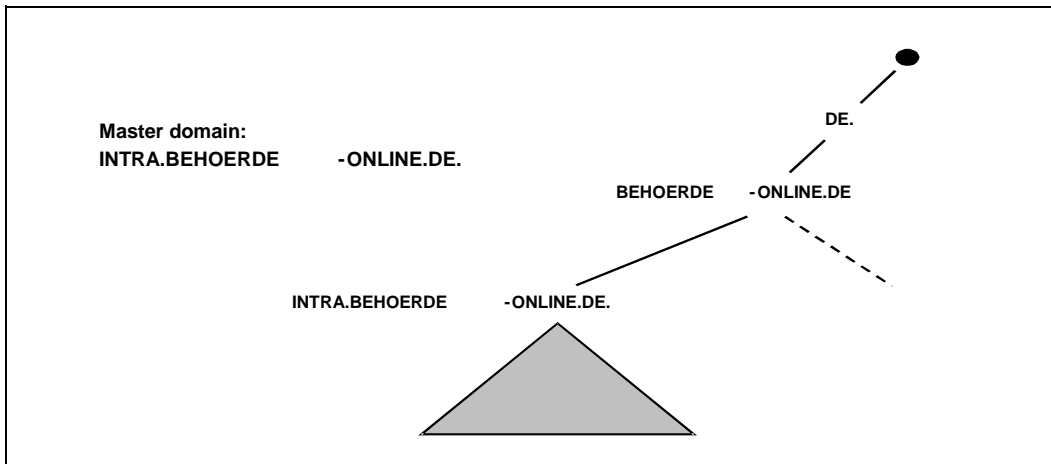 Master domain:
INTRA.BEHOERDE -ONLINE.DE.
DE.
BEHOERDE -ONLINE.DE
INTRA.BEHOERDE -ONLINE.DE.